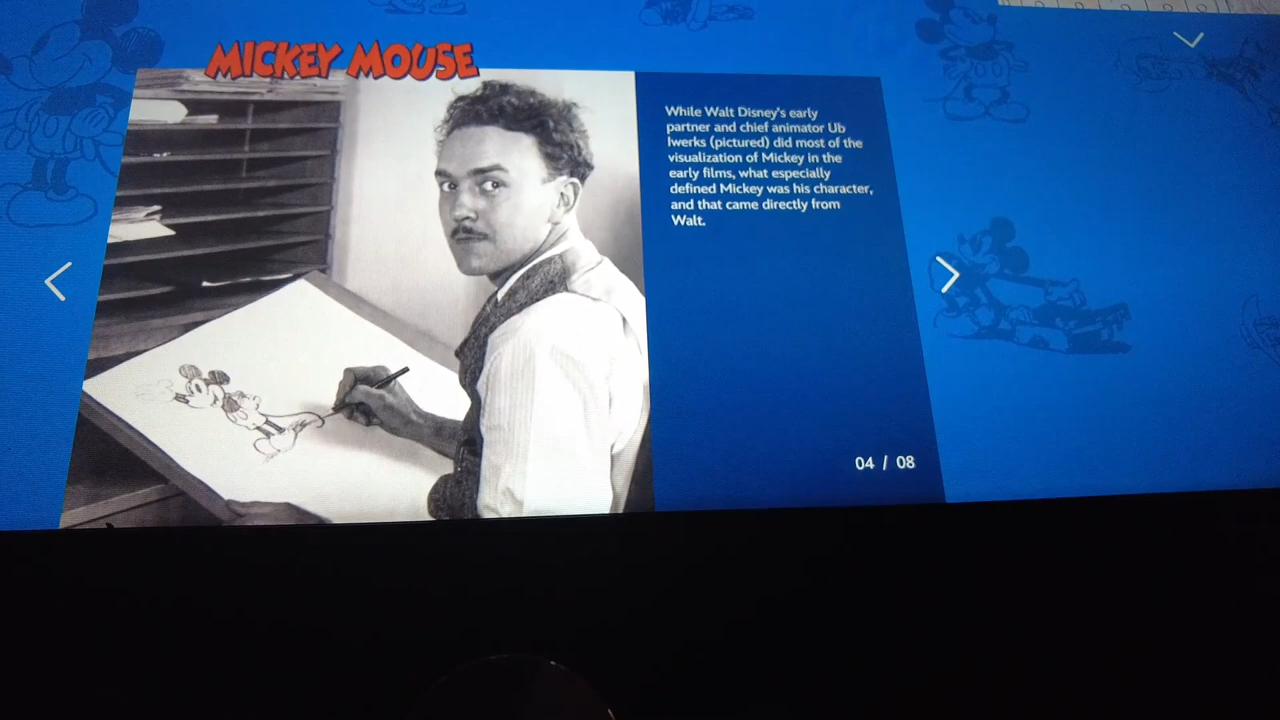 MICKEY MOUSE
While Walt Disney's early
partner and chief animator Ub
Iwerks (pictured) did most of the
visualization of Mickey in the
early films, what especially
defined Mickey was his character,
and that came directly from
Walt.
04 / 08